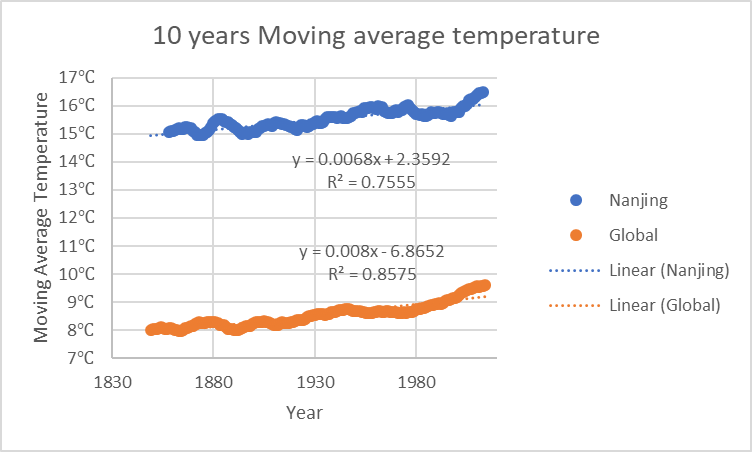 10 years Moving average temperature
17°C
16°C
15°C
14°C
13°C
12°C
11°C
10°C
9°C
8°C
7°C
Moving Average Temperature
y = 0.0068x + 2.3592
R² = 0.7555
y = 0.008x - 6.8652
R² = 0.8575
1830
1880
1930
1980
Year
Nanjing
Global
Linear (Nanjing)
Linear (Global)